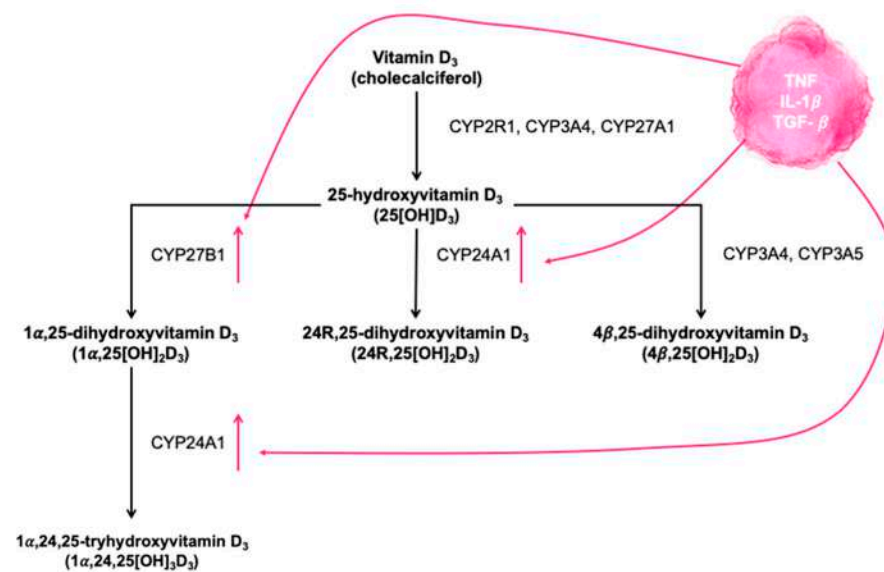 Vitamin D₃
(cholecalciferol)
TNF
IL-1β
TGF- β
CYP2R1, CYP3A4, CYP27A1
25-hydroxyvitamin D₃
(25[OH]D₃)
CYP27B1
CYP24A1
CYP3A4, CYP3A5
1α,25-dihydroxyvitamin D₃
(1α,25[OH]₂D₃)
24R,25-dihydroxyvitamin D₃
(24R,25[OH]₂D₃)
4β,25-dihydroxyvitamin D₃
(4β,25[OH]₂D₃)
CYP24A1
1α,24,25-tryhydroxyvitamin D₃
(1α,24,25[OH]₃D₃)